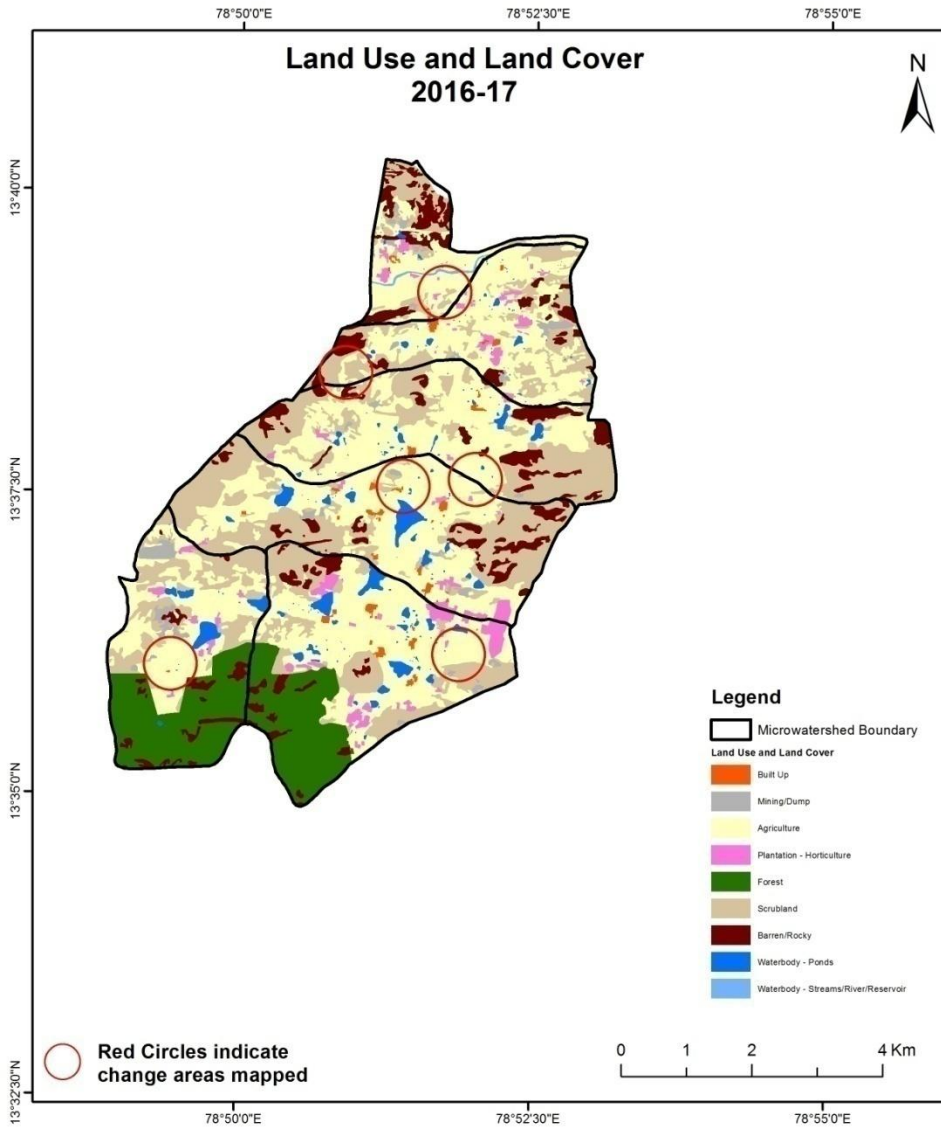 78°50'0"E
78°52'30"E
78°55'0"E
Land Use and Land Cover
2016-17
N
13°40'0"N
13°37'30"N
13°35'0"N
13°32'30"N
Legend
Microwatershed Boundary
Land Use and Land Cover
Built Up
Mining/Dump
Agriculture
Plantation - Horticulture
Forest
Scrubland
Barren/Rocky
Waterbody - Ponds
Waterbody - Streams/River/Reservoir
Red Circles indicate
change areas mapped
0 1 2 4 Km
78°50'0"E
78°52'30"E
78°55'0"E